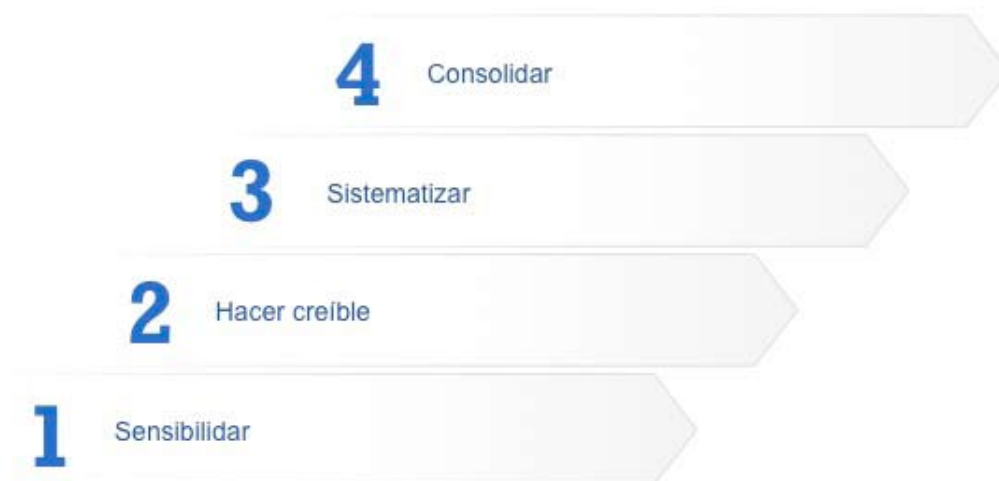 4 Consolidar
3 Sistematizar
2 Hacer creíble
1 Sensibilidar